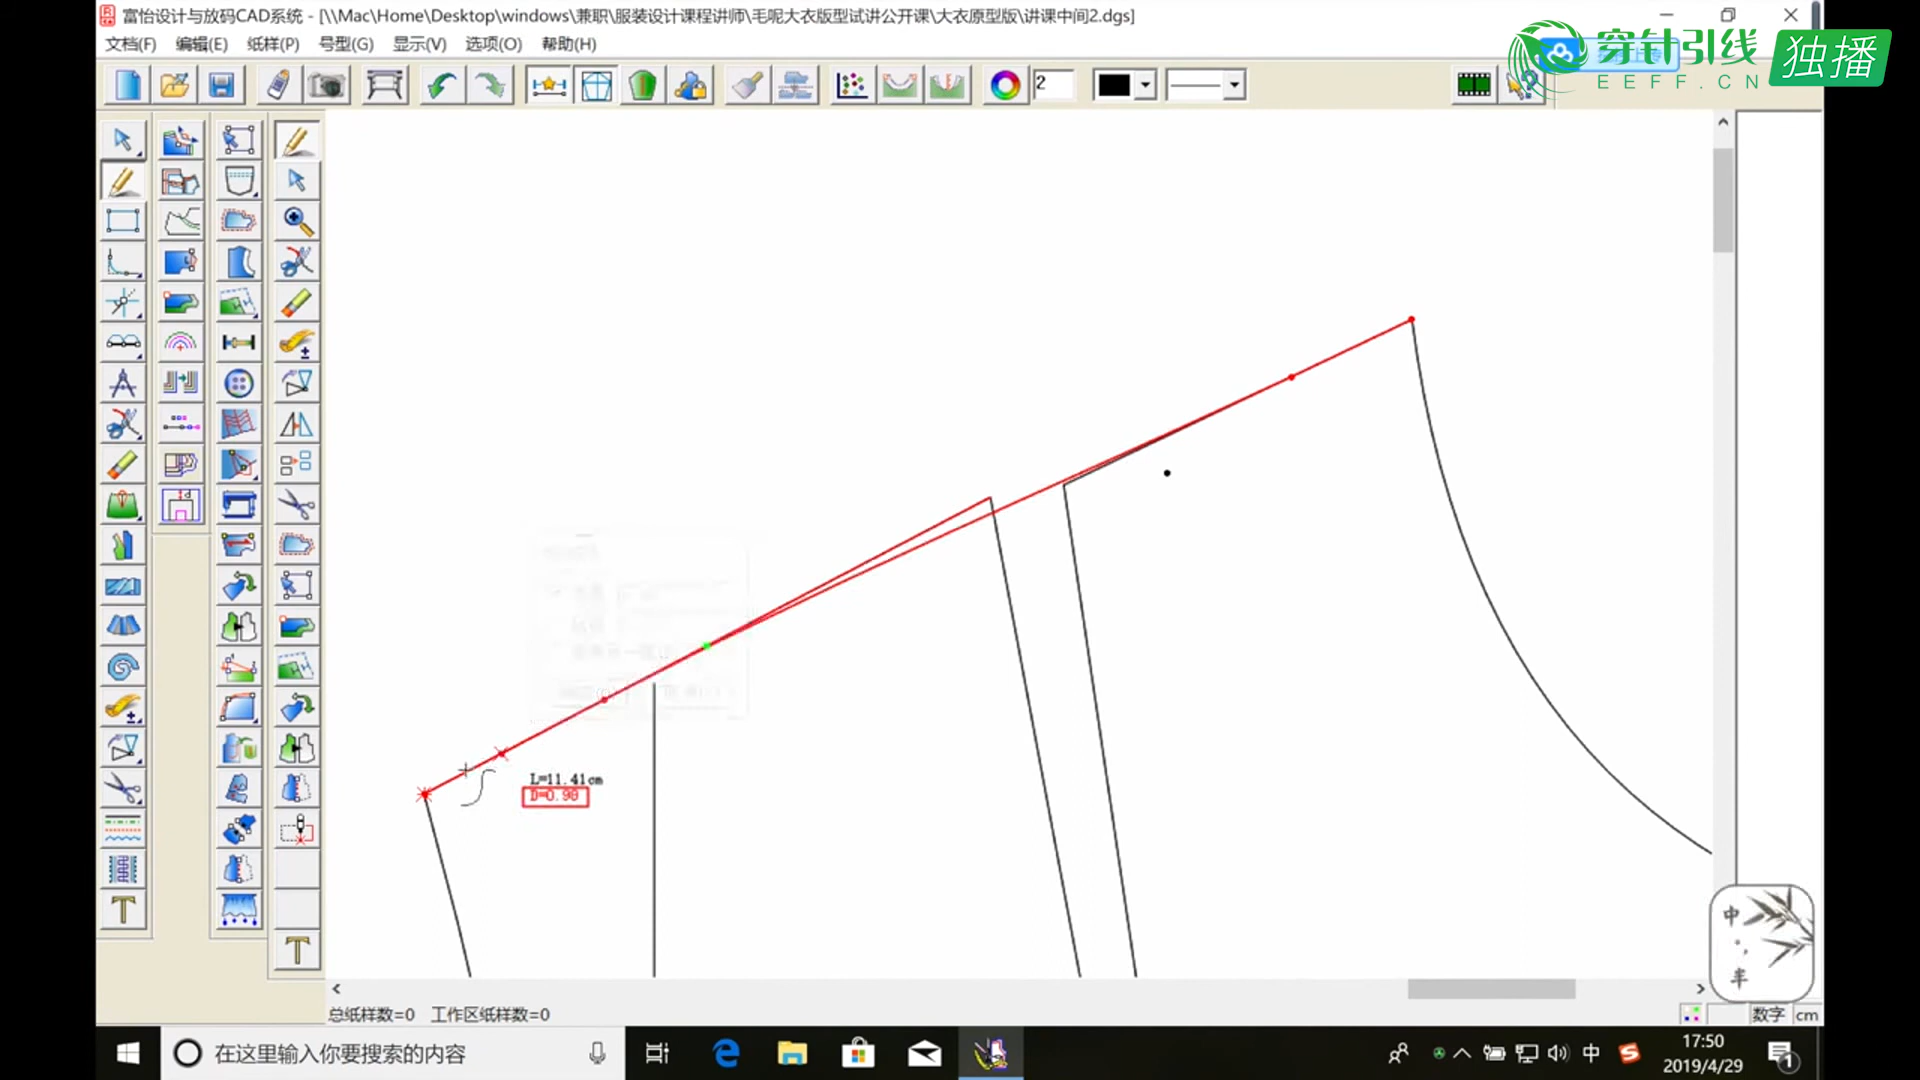 富怡设计与放码CAD系统 - [\\Mac\Home\Desktop\windows\兼职\服装设计课程讲师\毛呢大衣版型试讲公开课\大衣原型版\讲课中间2.dgs]
文档(F) 编辑(E) 纸样(P) 号型(G) 显示(V) 选项(O) 帮助(H)
穿针引线
EEFF.CN
独播
2
L=11.41cm
D=0.90
中
半
总纸样数=0 工作区纸样数=0
数字 cm
在这里输入你要搜索的内容
中
17:50
2019/4/29
1